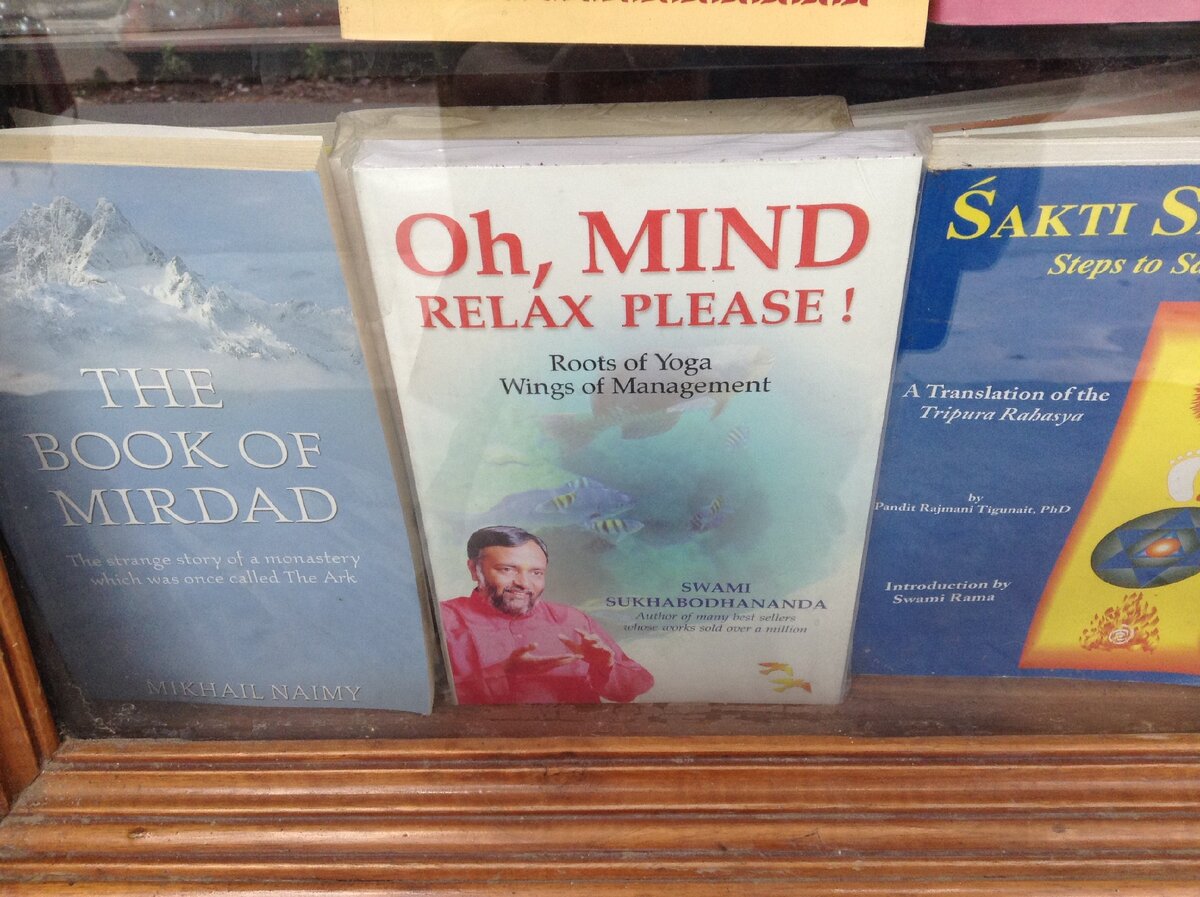 THE
BOOK OF
MIRDAD
The strange story of a monastery
which was once called The Ark
MIKHAIL NAIMY
Oh, MIND
RELAX PLEASE !
Roots of Yoga
Wings of Management
SWAMI
SUKHABODHANANDA
Author of many best sellers
whose works sold over a million
ŚAKTI
Steps to
A Translation of the
Tripura Rahasya
by
Pandit Rajmani Tigunait, PhD
Introduction by
Swami Rama